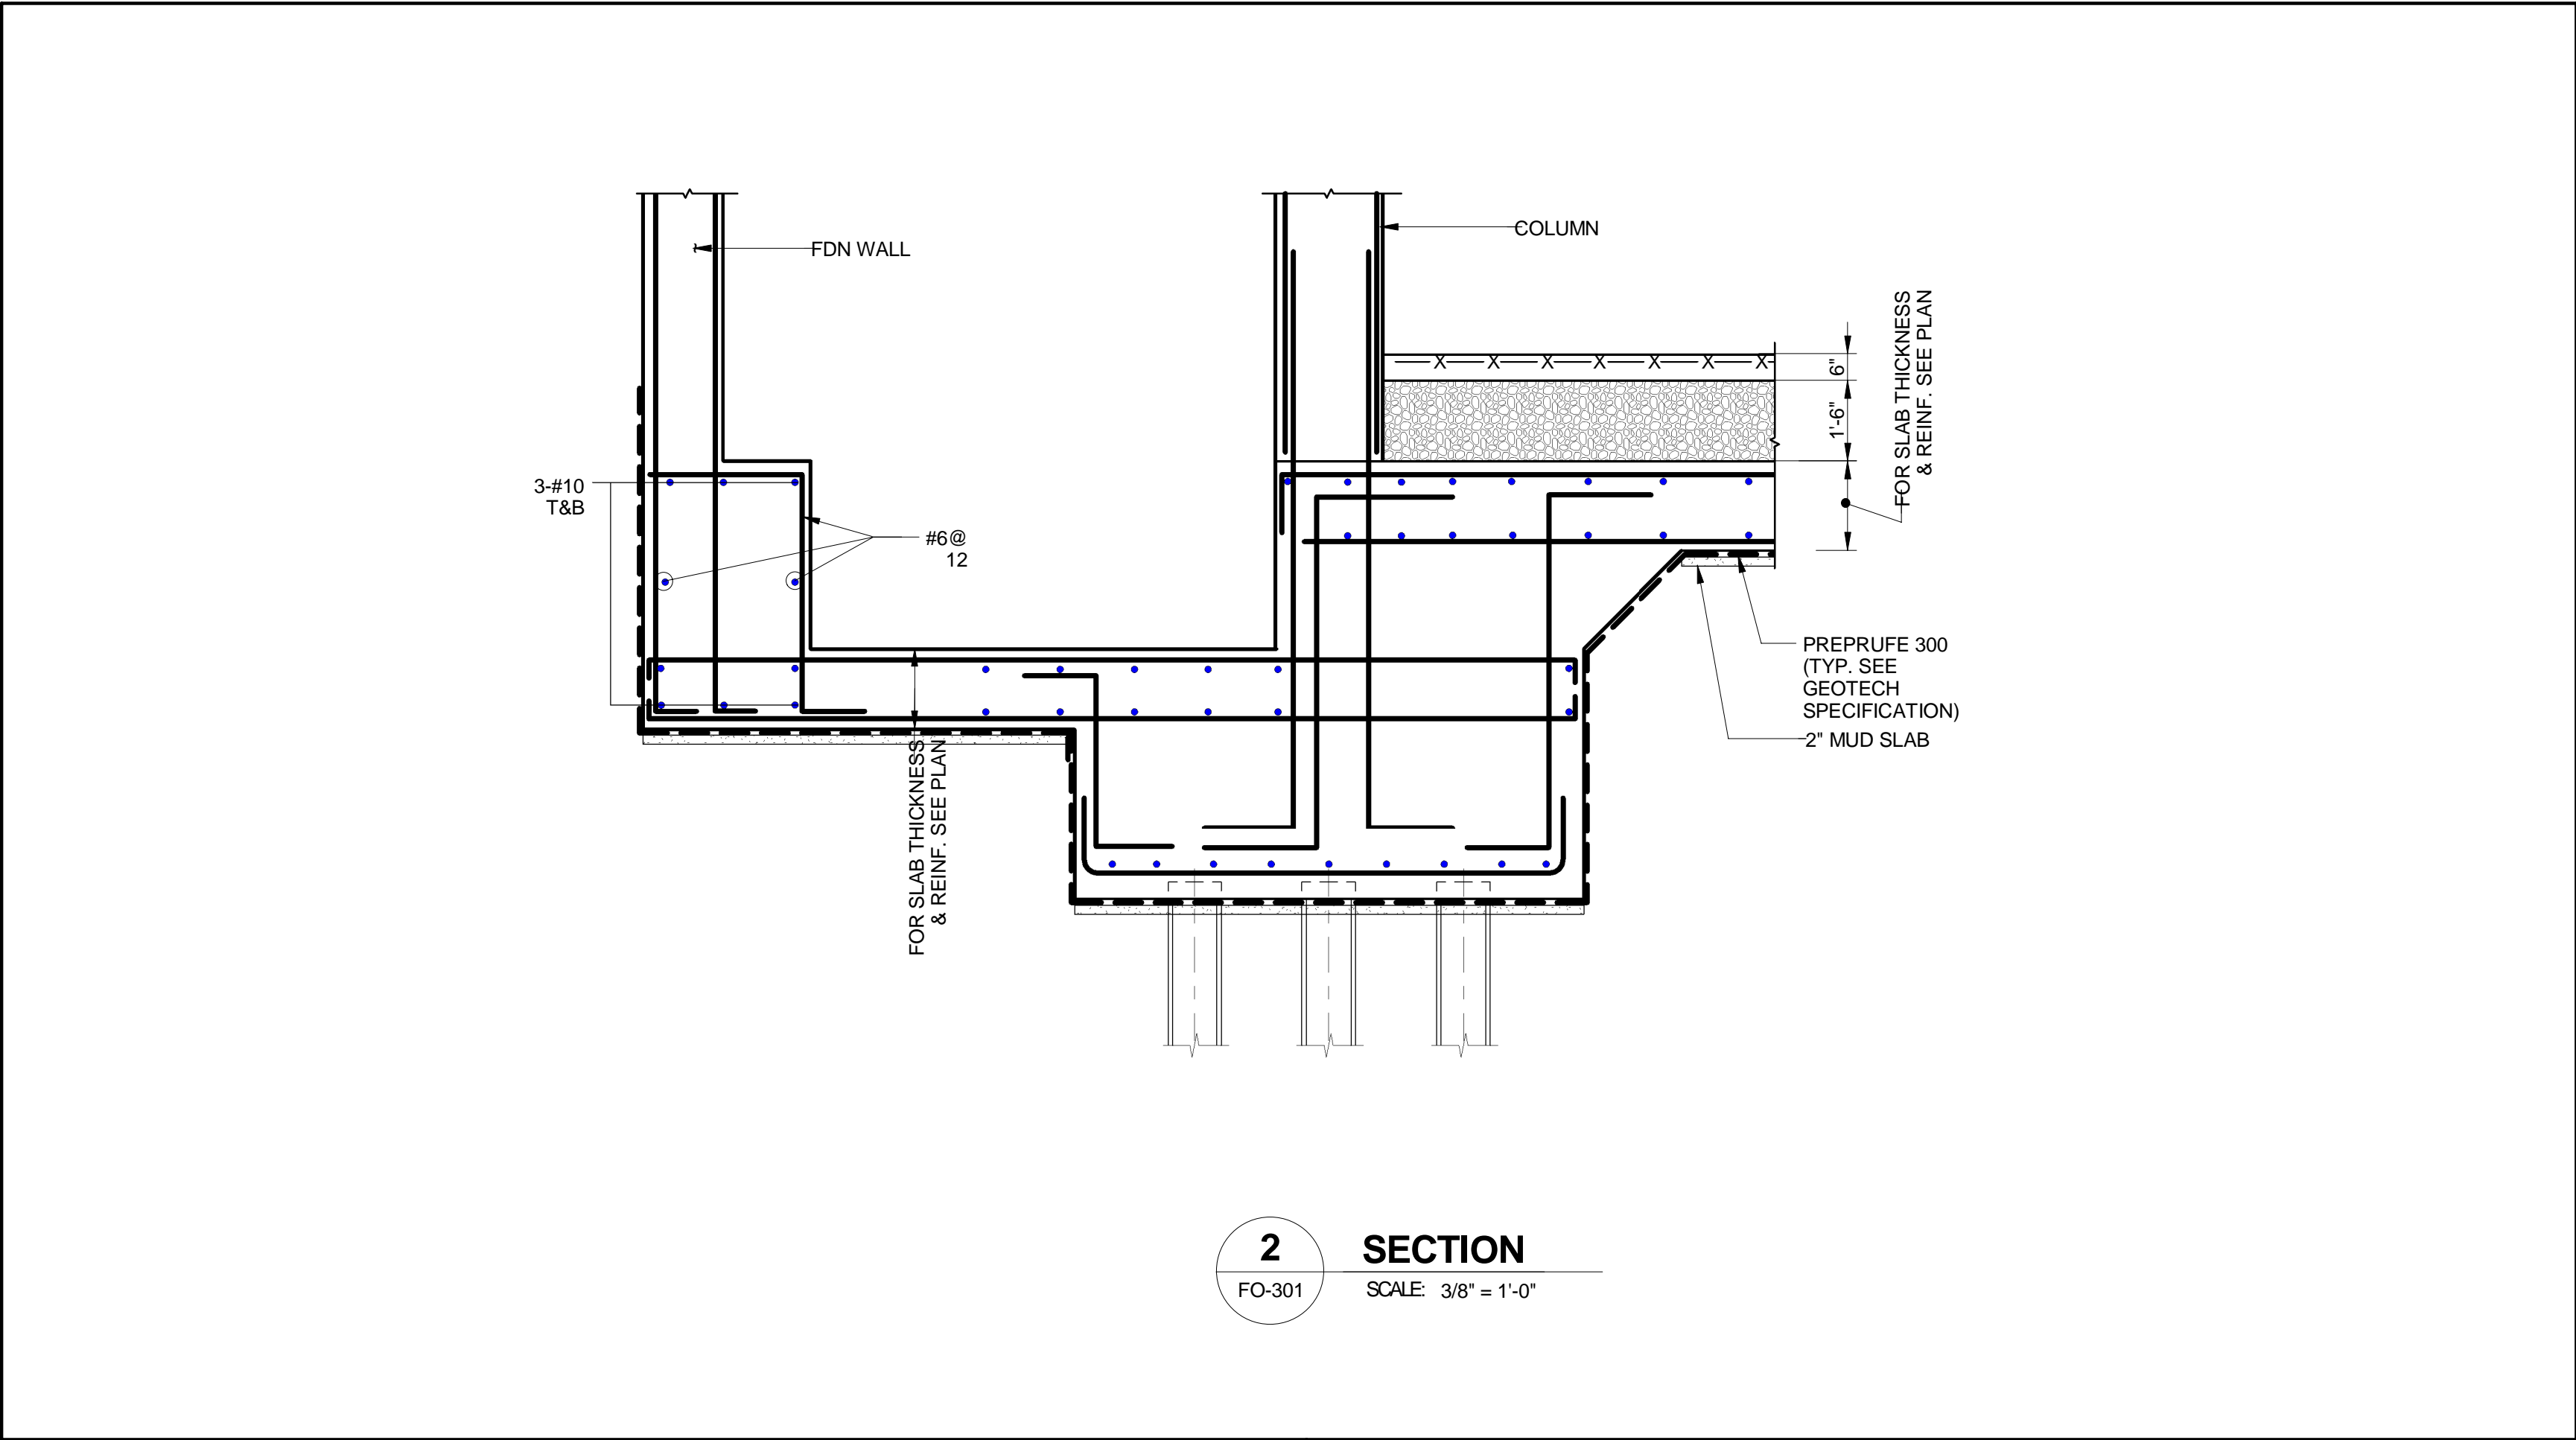 COLUMN
FDN WALL
FOR SLAB THICKNESS
& REINF. SEE PLAN
6"
1'-6"
3-#10
T&B
#6@
12
PREPRUFE 300
(TYP. SEE
GEOTECH
SPECIFICATION)
2" MUD SLAB
FOR SLAB THICKNESS
& REINF. SEE PLAN
X X X X X X X
2
FO-301
SECTION
SCALE: 3/8" = 1'-0"